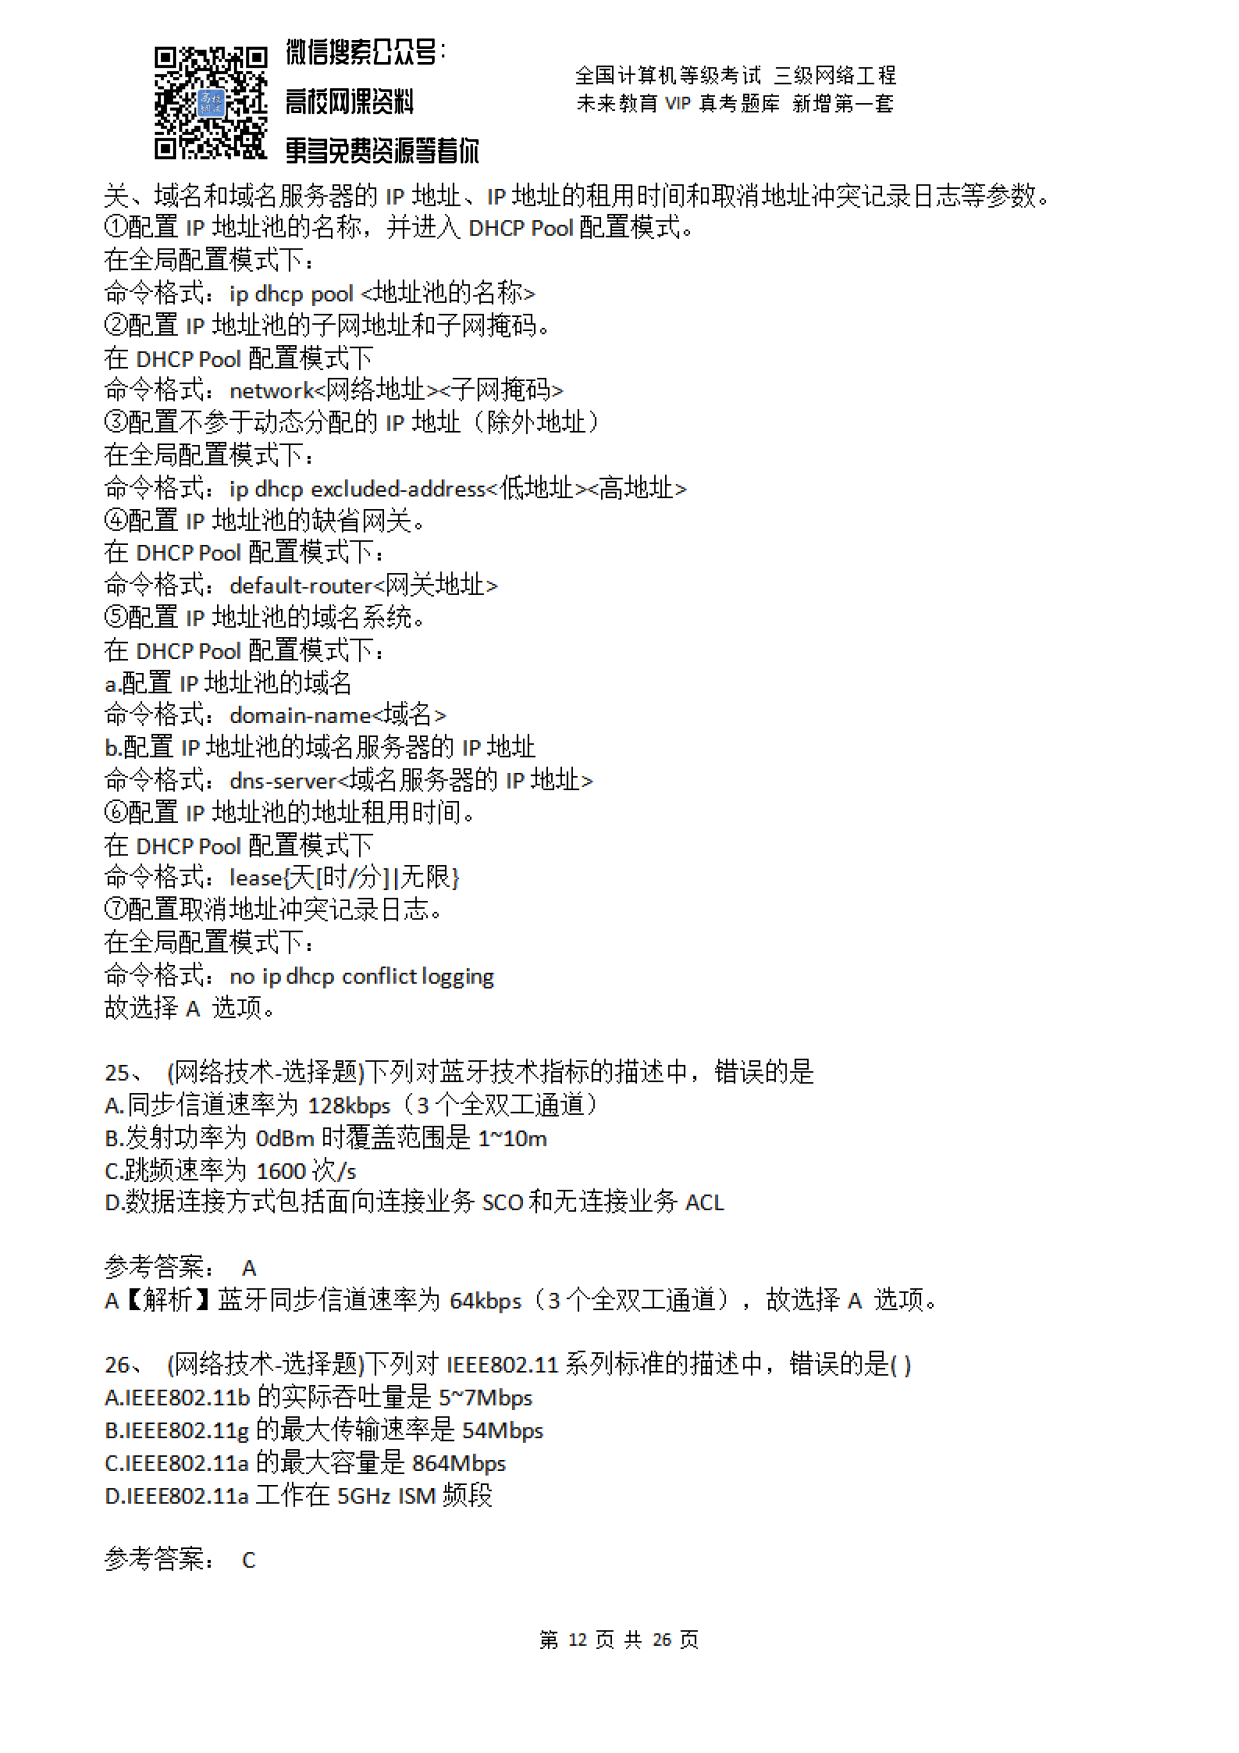 微信搜索公众号：
高校网课资料
更多免费资源等着你
全国计算机等级考试 三级网络工程
未来教育 VIP 真考题库 新增第一套
关、域名和域名服务器的 IP 地址、IP 地址的租用时间和取消地址冲突记录日志等参数。
①配置 IP 地址池的名称，并进入 DHCP Pool 配置模式。
在全局配置模式下：
命令格式：ip dhcp pool <地址池的名称>
②配置 IP 地址池的子网地址和子网掩码。
在 DHCP Pool 配置模式下
命令格式：network<网络地址><子网掩码>
③配置不参于动态分配的 IP 地址（除外地址）
在全局配置模式下：
命令格式：ip dhcp excluded-address<低地址><高地址>
④配置 IP 地址池的缺省网关。
在 DHCP Pool 配置模式下：
命令格式：default-router<网关地址>
⑤配置 IP 地址池的域名系统。
在 DHCP Pool 配置模式下：
a.配置 IP 地址池的域名
命令格式：domain-name<域名>
b.配置 IP 地址池的域名服务器的 IP 地址
命令格式：dns-server<域名服务器的 IP 地址>
⑥配置 IP 地址池的地址租用时间。
在 DHCP Pool 配置模式下
命令格式：lease{天[时/分]|无限}
⑦配置取消地址冲突记录日志。
在全局配置模式下：
命令格式：no ip dhcp conflict logging
故选择 A 选项。
25、 (网络技术-选择题)下列对蓝牙技术指标的描述中，错误的是
A.同步信道速率为 128kbps（3 个全双工通道）
B.发射功率为 0dBm 时覆盖范围是 1~10m
C.跳频速率为 1600 次/s
D.数据连接方式包括面向连接业务 SCO 和无连接业务 ACL
参考答案： A
A【解析】蓝牙同步信道速率为 64kbps（3 个全双工通道），故选择 A 选项。
26、 (网络技术-选择题)下列对 IEEE802.11 系列标准的描述中，错误的是( )
A.IEEE802.11b 的实际吞吐量是 5~7Mbps
B.IEEE802.11g 的最大传输速率是 54Mbps
C.IEEE802.11a 的最大容量是 864Mbps
D.IEEE802.11a 工作在 5GHz ISM 频段
参考答案： C
第 12 页 共 26 页